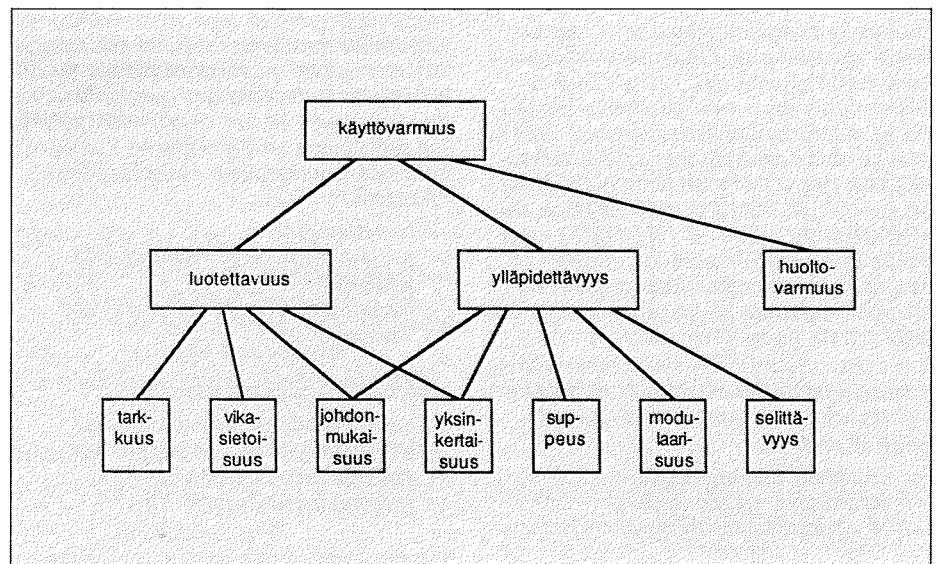 käyttövarmuus
luotettavuus
ylläpidettävyys
huolto-
varmuus
tark-
kuus
vika-
sietoi-
suus
johdon-
mukai-
suus
yksin-
kertai-
suus
sup-
peus
modu-
laari-
suus
selittä-
vyys